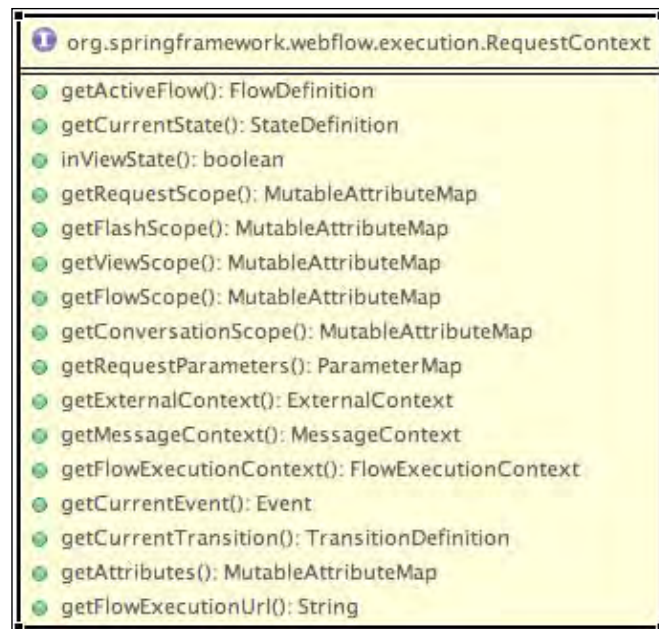 I org.springframework.webflow.execution.RequestContext
getActiveFlow(): FlowDefinition
getCurrentState(): StateDefinition
inViewState(): boolean
getRequestScope(): MutableAttributeMap
getFlashScope(): MutableAttributeMap
getViewScope(): MutableAttributeMap
getFlowScope(): MutableAttributeMap
getConversationScope(): MutableAttributeMap
getRequestParameters(): ParameterMap
getExternalContext(): ExternalContext
getMessageContext(): MessageContext
getFlowExecutionContext(): FlowExecutionContext
getCurrentEvent(): Event
getCurrentTransition(): TransitionDefinition
getAttributes(): MutableAttributeMap
getFlowExecutionUrl(): String